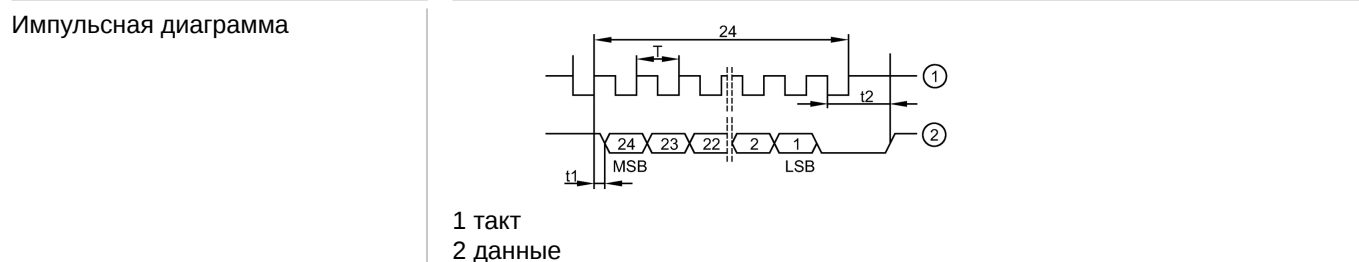 Импульсная диаграмма
24
T
1
t2
2
24 23 22 2 1
MSB LSB
t1
1 такт
2 данные